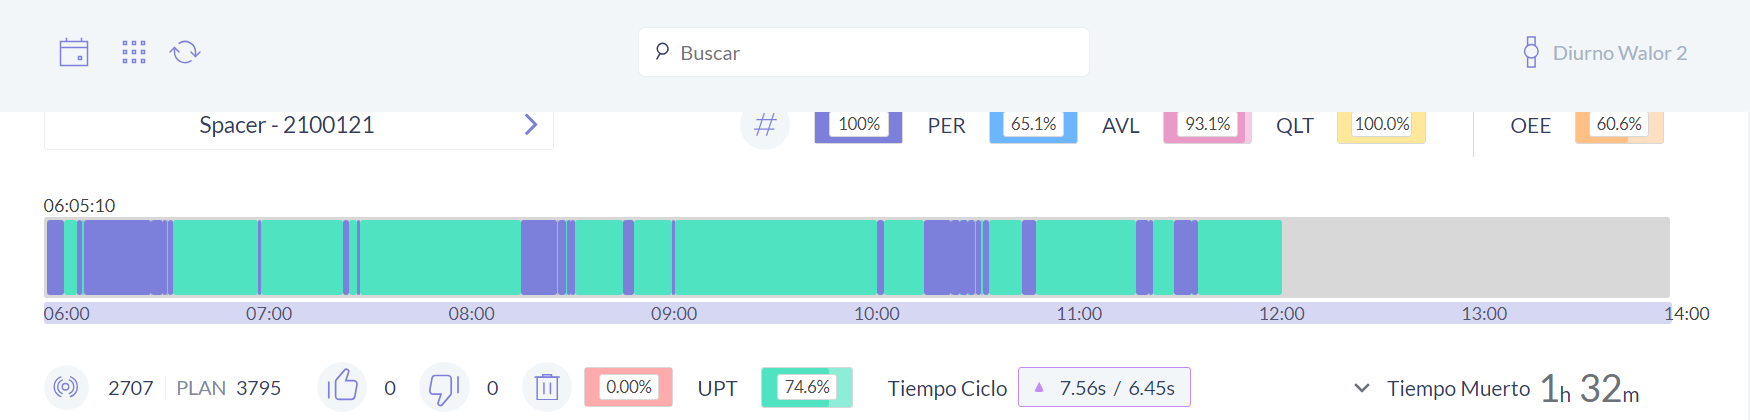 Buscar
Diurno Walor 2
Spacer - 2100121
# 100% PER 65.1% AVL 93.1% QLT 100.0% OEE 60.6%
06:05:10
06:00 07:00 08:00 09:00 10:00 11:00 12:00 13:00 14:00
2707 PLAN 3795 0 0 0.00% UPT 74.6% Tiempo Ciclo 7.56s / 6.45s Tiempo Muerto 1h 32m